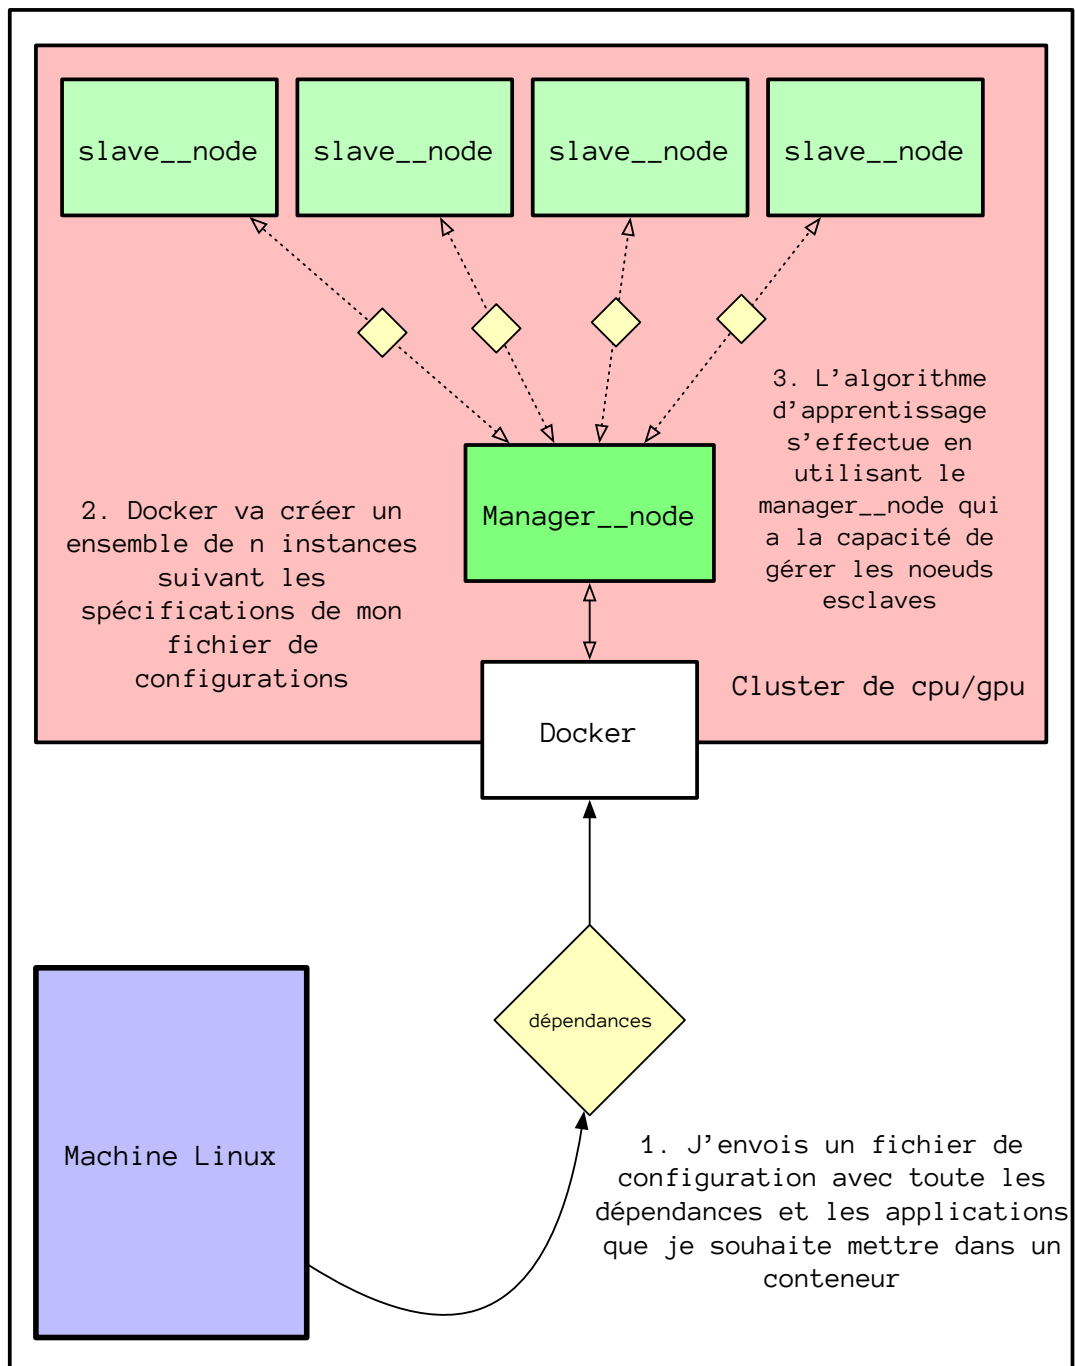 slave__node slave__node slave__node slave__node
3. L'algorithme
d'apprentissage
s'effectue en
utilisant le
manager__node qui
a la capacité de
gérer les noeuds
esclaves
Manager__node
2. Docker va créer un
ensemble de n instances
suivant les
spécifications de mon
fichier de
configurations
Cluster de cpu/gpu
Docker
dépendances
Machine Linux
1. J'envois un fichier de
configuration avec toute les
dépendances et les applications
que je souhaite mettre dans un
conteneur